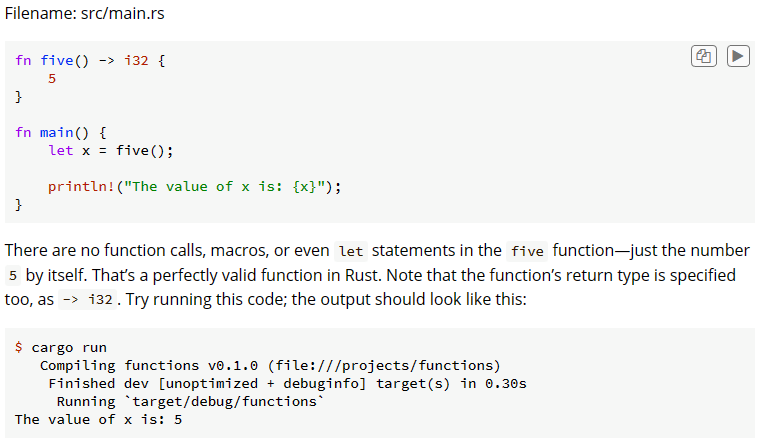 Filename: src/main.rs
fn five() -> i32 {
    5
}
fn main() {
    let x = five();
    println!("The value of x is: {x}");
}
There are no function calls, macros, or even let statements in the five function—just the number
5 by itself. That’s a perfectly valid function in Rust. Note that the function’s return type is specified
too, as -> i32. Try running this code; the output should look like this:
$ cargo run
   Compiling functions v0.1.0 (file:///projects/functions)
    Finished dev [unoptimized + debuginfo] target(s) in 0.30s
     Running `target/debug/functions`
The value of x is: 5